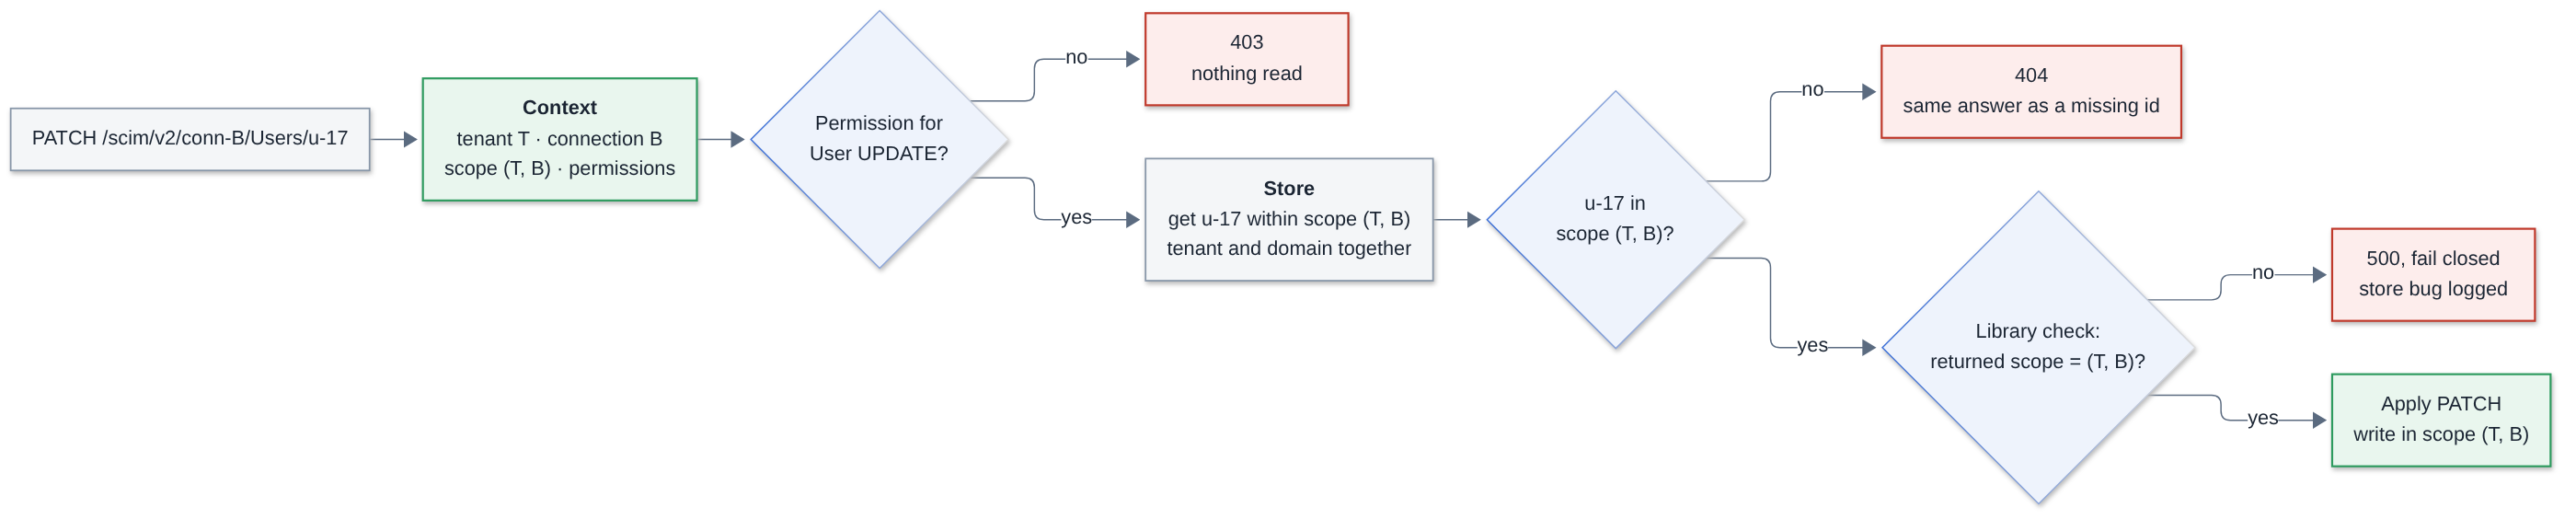 PATCH /scim/v2/conn-B/Users/u-17
Context
tenant T · connection B
scope (T, B) · permissions
Permission for
User UPDATE?
no
403
nothing read
yes
Store
get u-17 within scope (T, B)
tenant and domain together
u-17 in
scope (T, B)?
no
404
same answer as a missing id
yes
Library check:
returned scope = (T, B)?
no
500, fail closed
store bug logged
yes
Apply PATCH
write in scope (T, B)